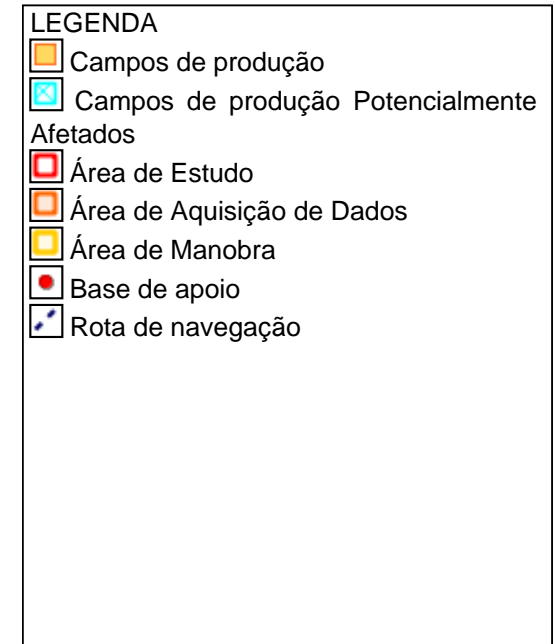 LEGENDA
Campos de produção
Campos de produção Potencialmente
Afetados
Área de Estudo
Área de Aquisição de Dados
Área de Manobra
Base de apoio
Rota de navegação